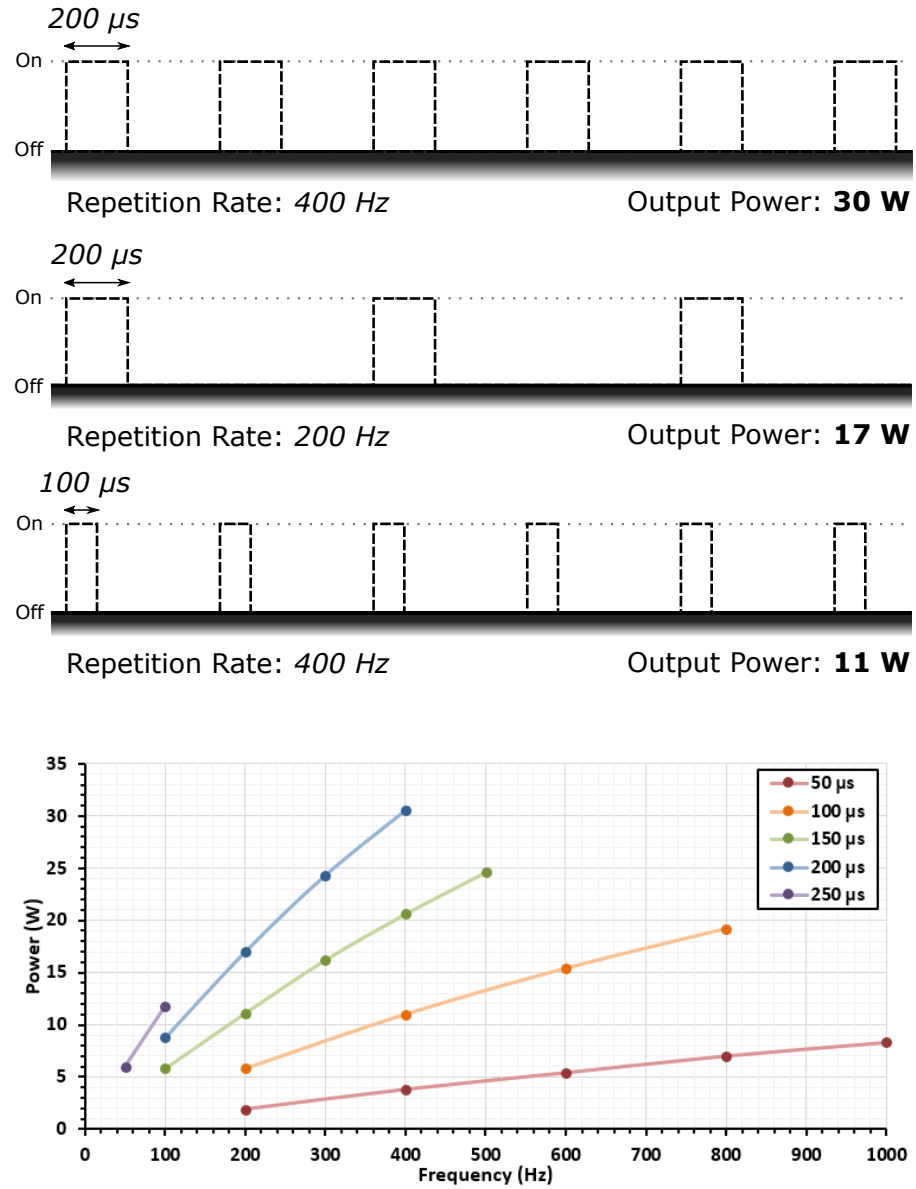 200 µs
On
Off
Repetition Rate: 400 Hz Output Power: 30 W
200 µs
On
Off
Repetition Rate: 200 Hz Output Power: 17 W
100 µs
On
Off
Repetition Rate: 400 Hz Output Power: 11 W
35
30
25
20
15
10
5
0
Power (W)
50 µs
100 µs
150 µs
200 µs
250 µs
0 100 200 300 400 500 600 700 800 900 1000
Frequency (Hz)